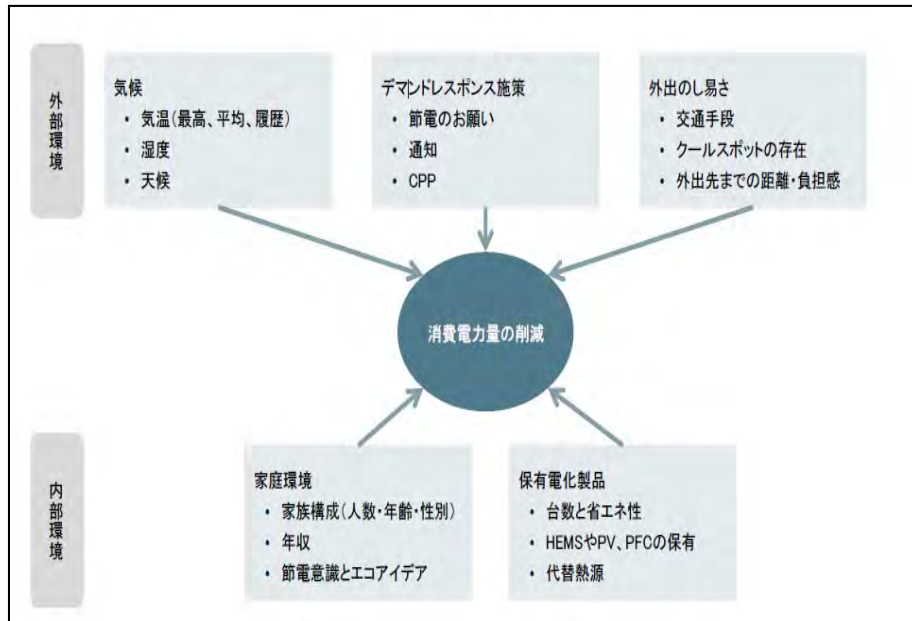 外部環境
気候
• 気温(最高、平均、履歴)
• 湿度
• 天候
デマンドレスポンス施策
• 節電のお願い
• 通知
• CPP
外出のし易さ
• 交通手段
• クールスポットの存在
• 外出先までの距離・負担感
消費電力量の削減
内部環境
家庭環境
• 家族構成(人数・年齢・性別)
• 年収
• 節電意識とエコアイデア
保有電化製品
• 台数と省エネ性
• HEMSやPV、PFCの保有
• 代替熱源